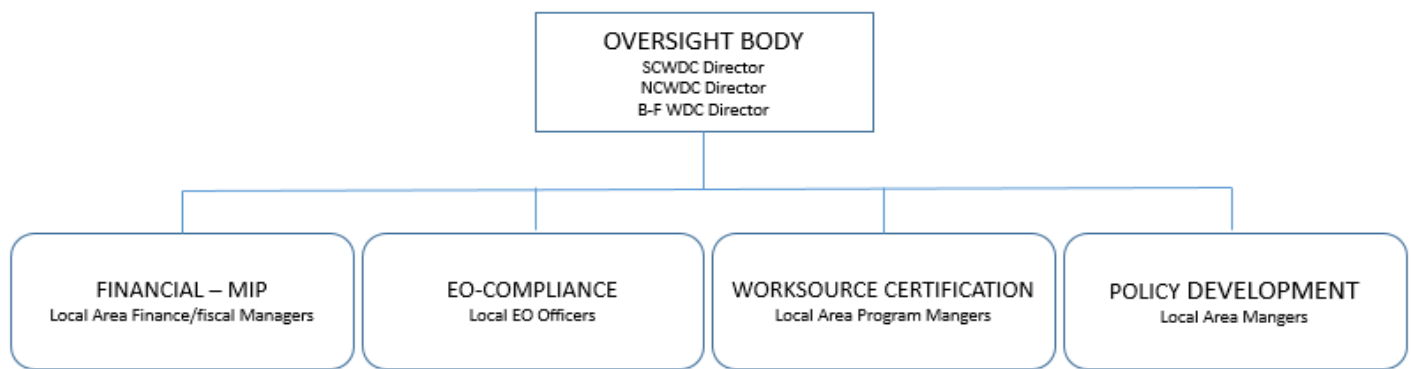 OVERSIGHT BODY
SCWDC Director
NCWDC Director
B-F WDC Director
FINANCIAL – MIP
Local Area Finance/fiscal Managers
EO-COMPLIANCE
Local EO Officers
WORKSOURCE CERTIFICATION
Local Area Program Mangers
POLICY DEVELOPMENT
Local Area Mangers